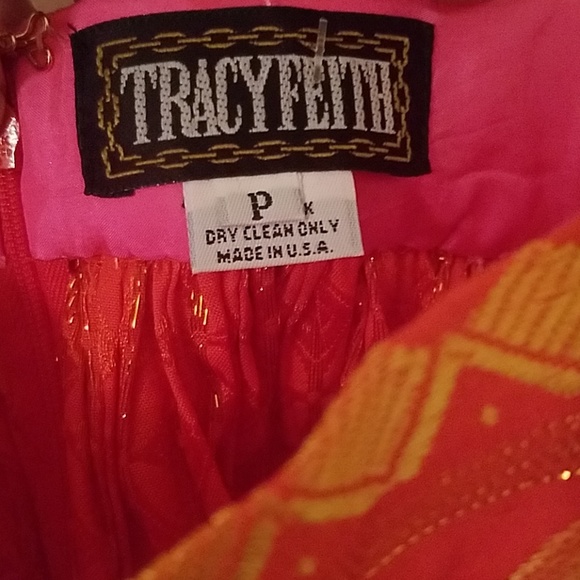 TRACY FEITH
P
DRY CLEAN ONLY
MADE IN U.S.A.